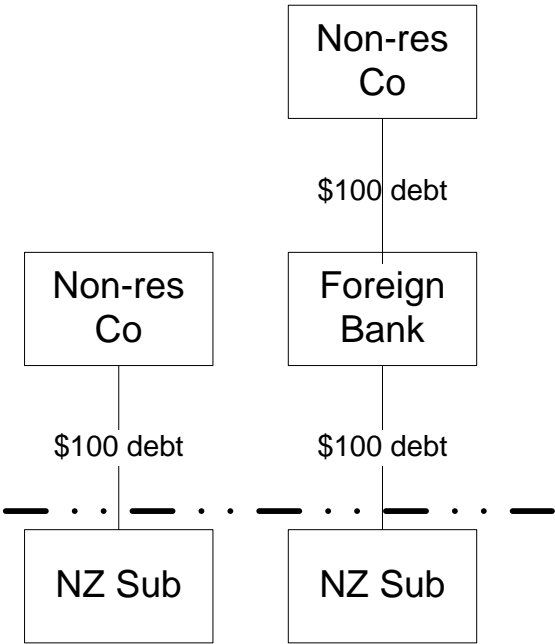 Non-res
Co
$100 debt
Non-res
Co
Foreign
Bank
$100 debt
$100 debt
NZ Sub
NZ Sub